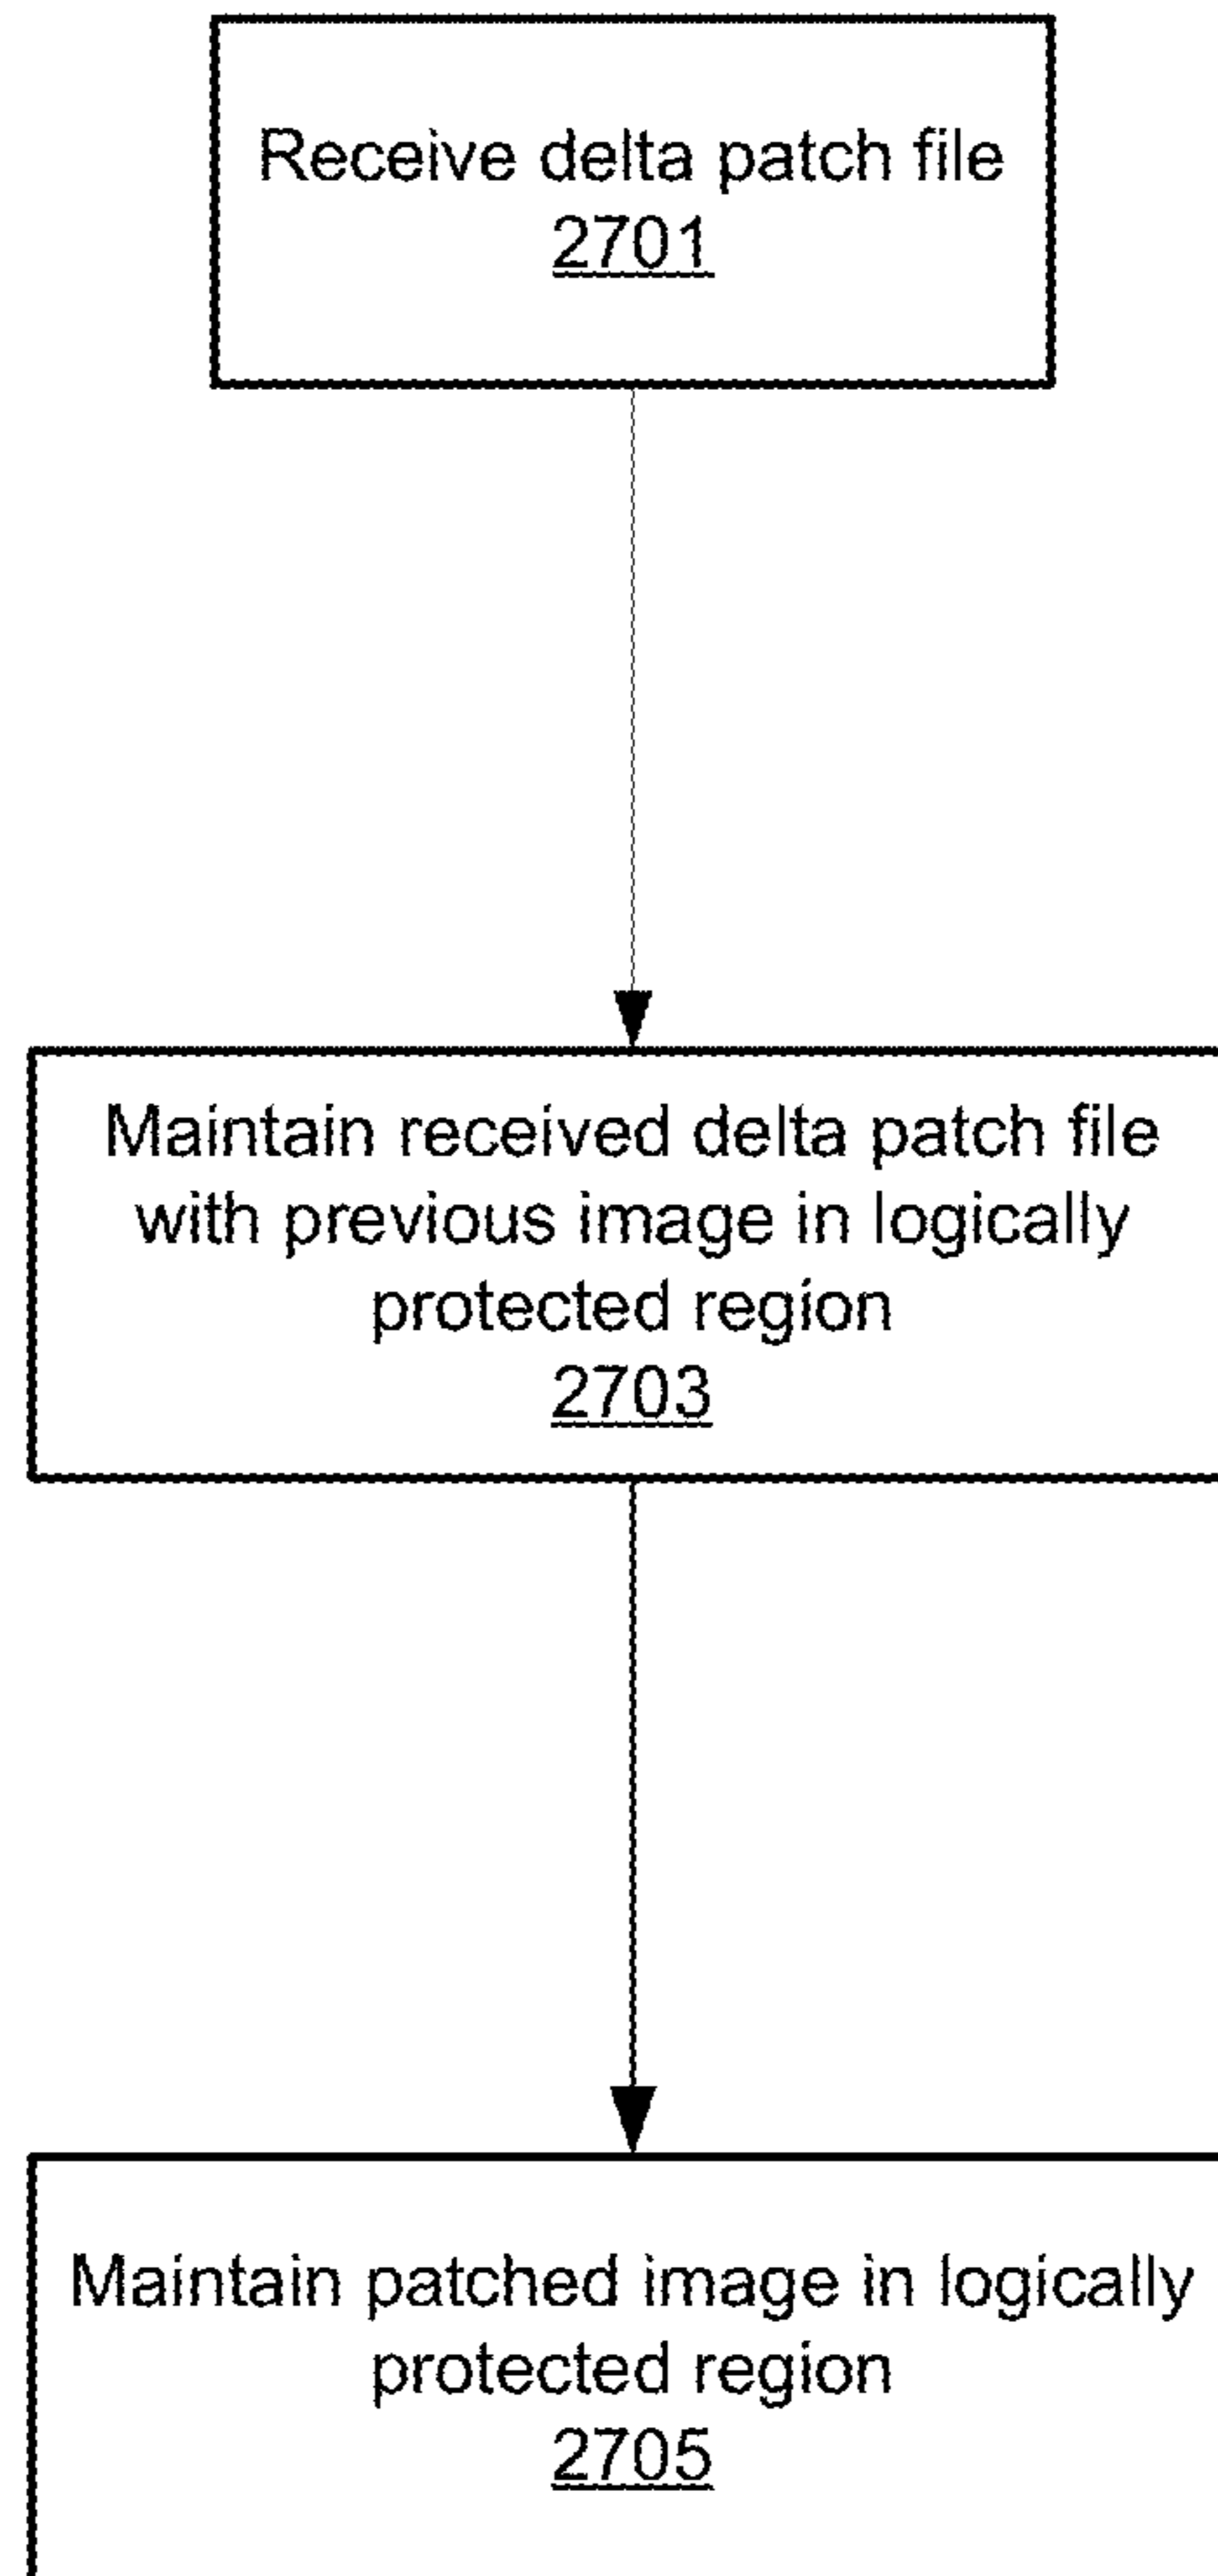 Receive delta patch file
2701
Maintain received delta patch file
with previous image in logically
protected region
2703
Maintain patched image in logically
protected region
2705